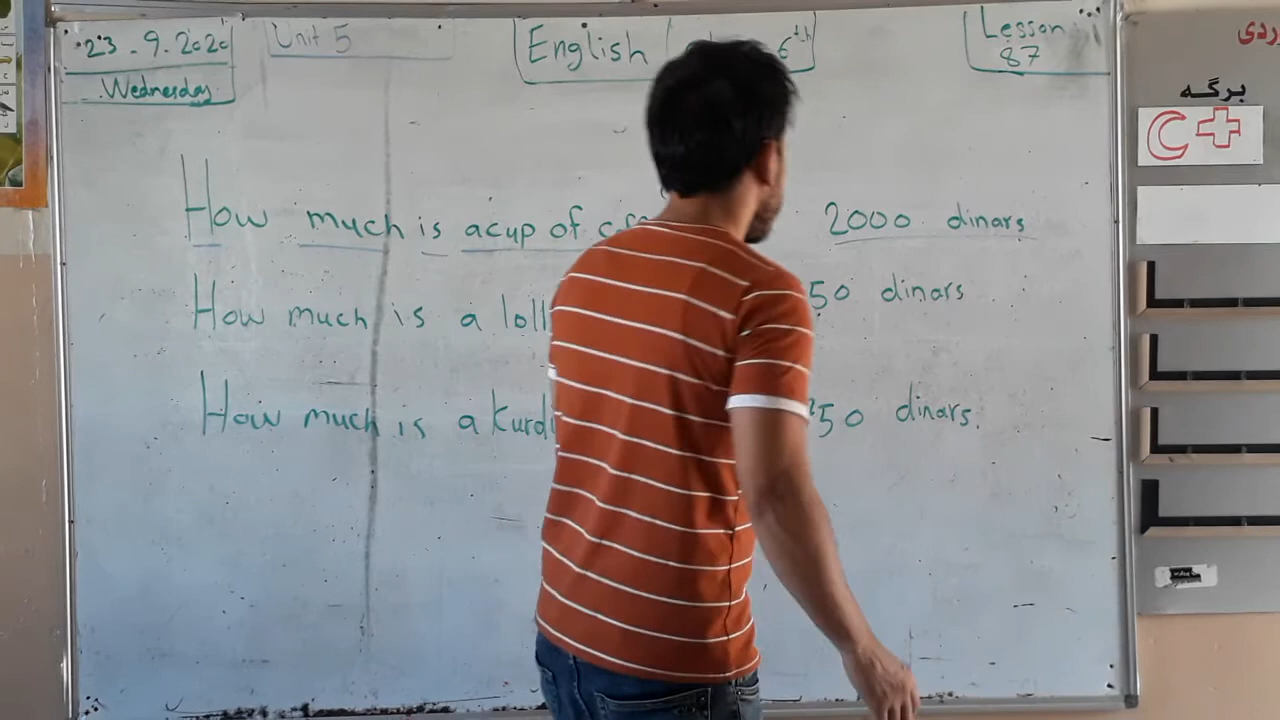 23.9.2020
Wednesday
Unit 5
English 6th
Lesson
87
How much is acup of 2000 dinars
How much is a 50 dinars
How much is a 50 dinars.
وردی
برگه